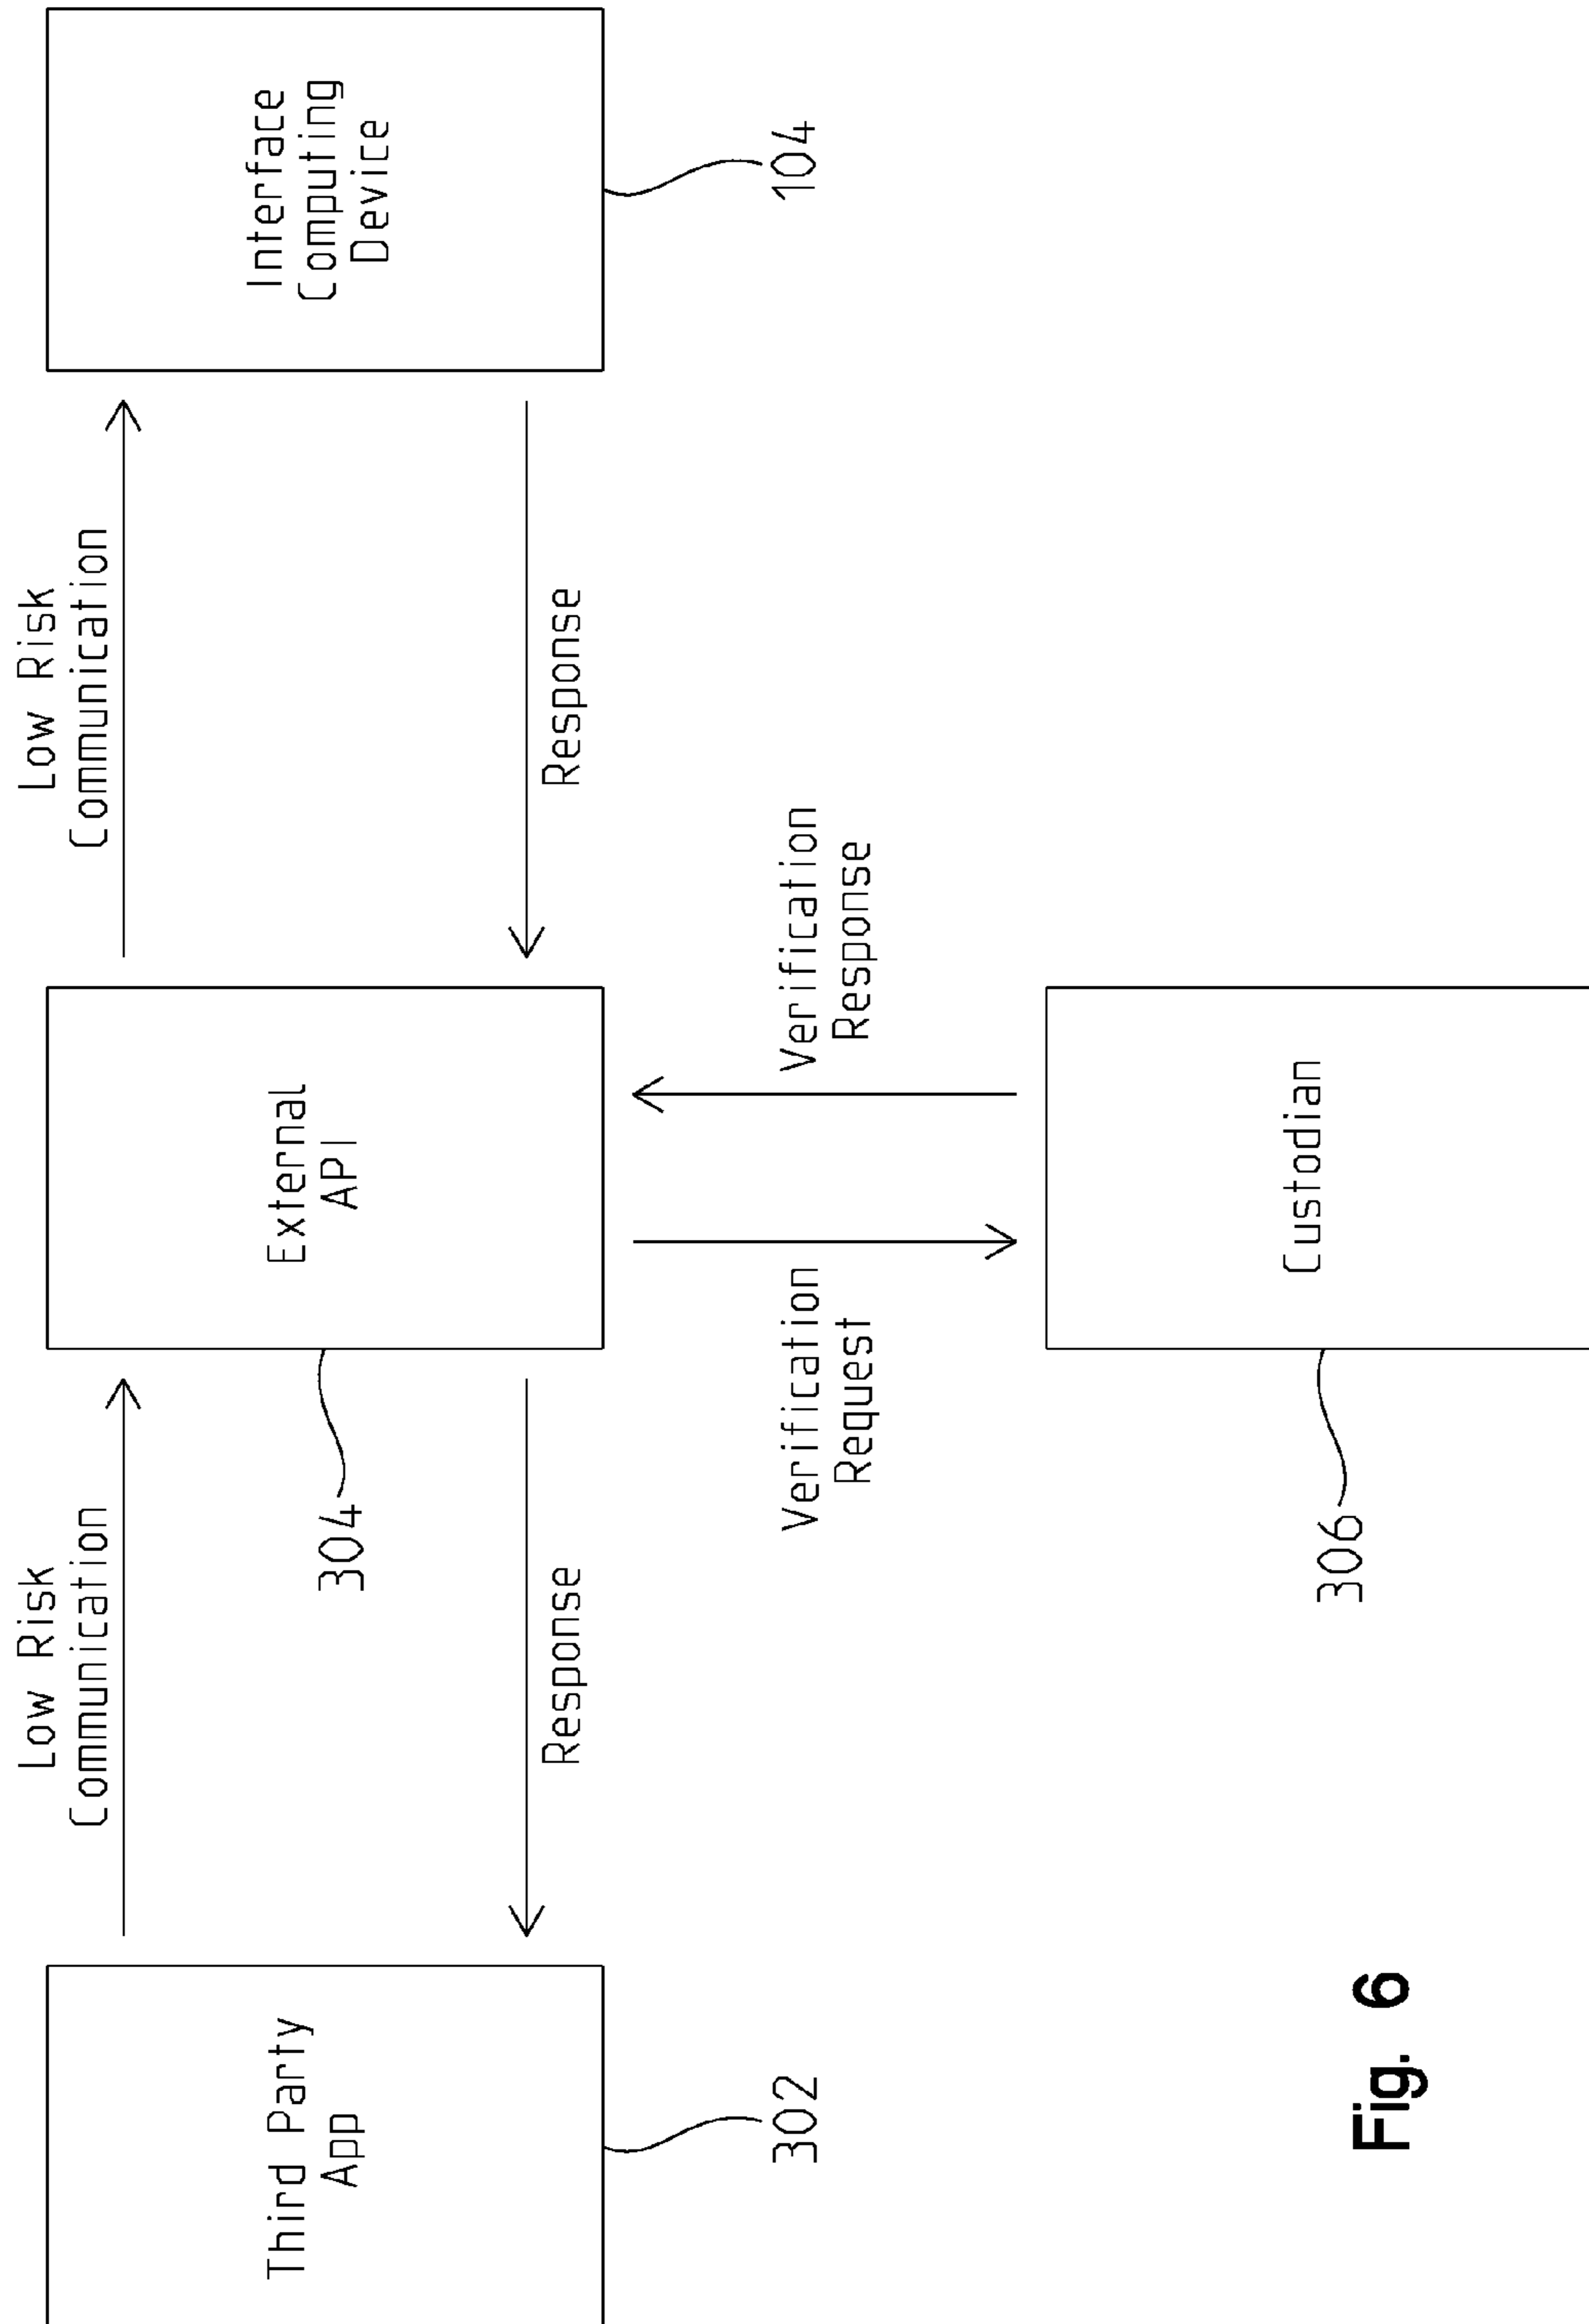 Low Risk
Communication
Low Risk
Communication
Third Party
App
External
API
Interface
Computing
Device
304
Response
Response
302
Verification
Request
Verification
Response
104
Custodian
306
Fig. 6